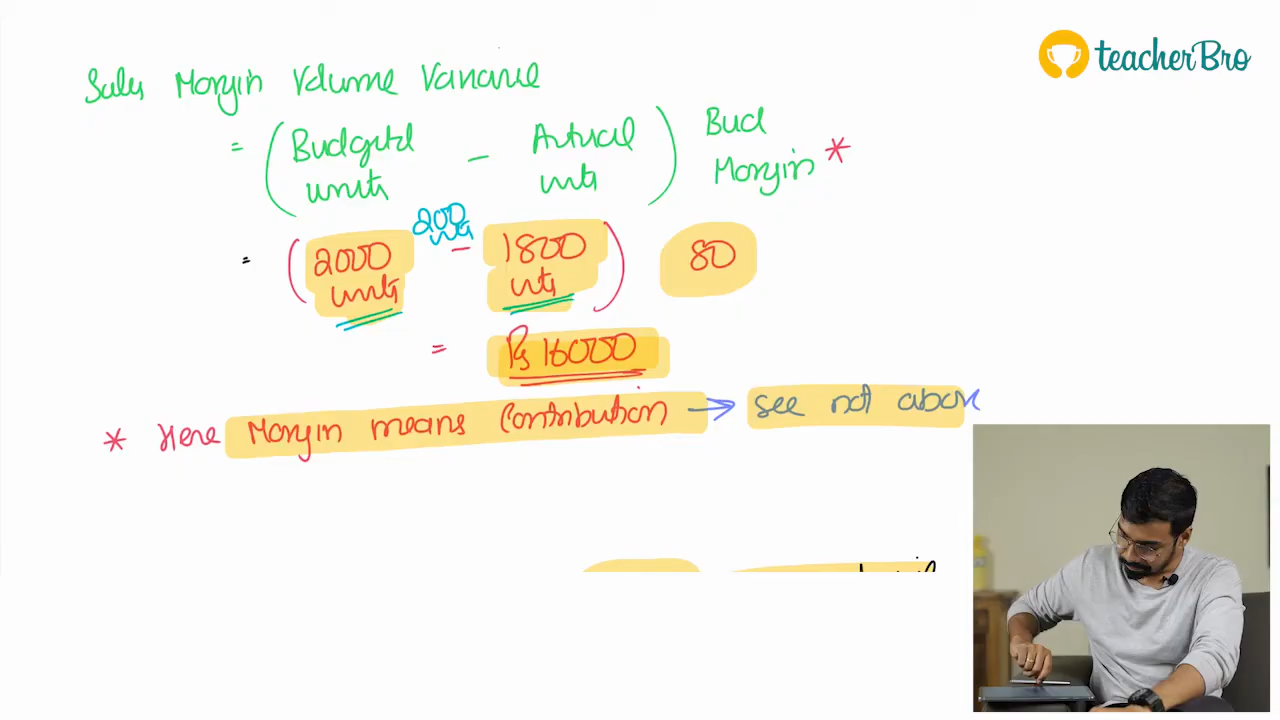 teacherBro
Sales Margin Volume Variance
= (Budgeted units - Actual units) Bud Margin *
200 units
= (2000 units - 1800 units) 80
= Rs 16000
* Here Margin means Contribution → see not above